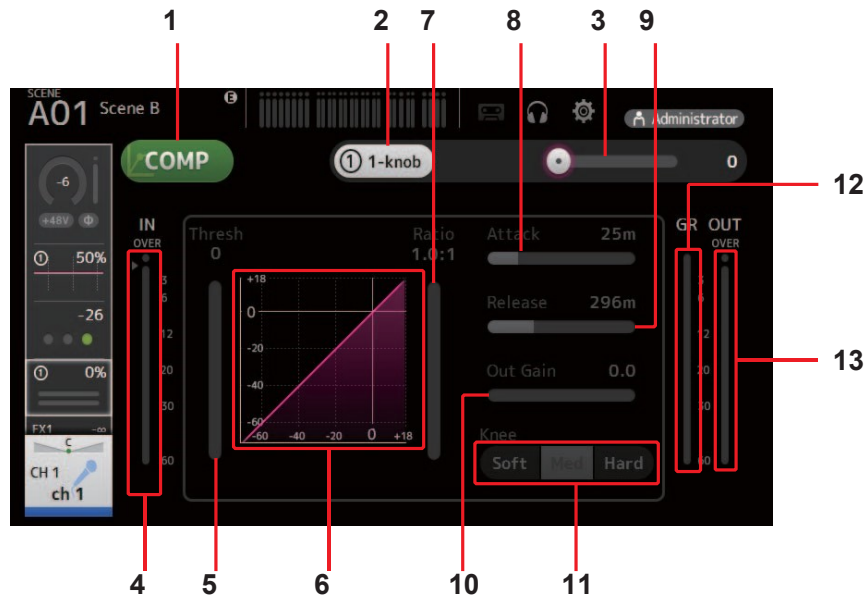 1 2 7 8 3 9
SCENE
A01 Scene B E
Administrator
COMP
① 1-knob
0
-6
+48V Φ
① 50%
-26
① 0%
FX1 -∞
C
CH 1
ch 1
IN
OVER
3
6
12
20
30
60
Thresh
0
Ratio
1.0:1
+18
0
-20
-40
-60
-60 -40 -20 0 +18
Attack 25m
Release 296m
Out Gain 0.0
Knee
Soft Med Hard
GR OUT
OVER
3
6
12
20
30
60
12
13
4 5 6 10 11